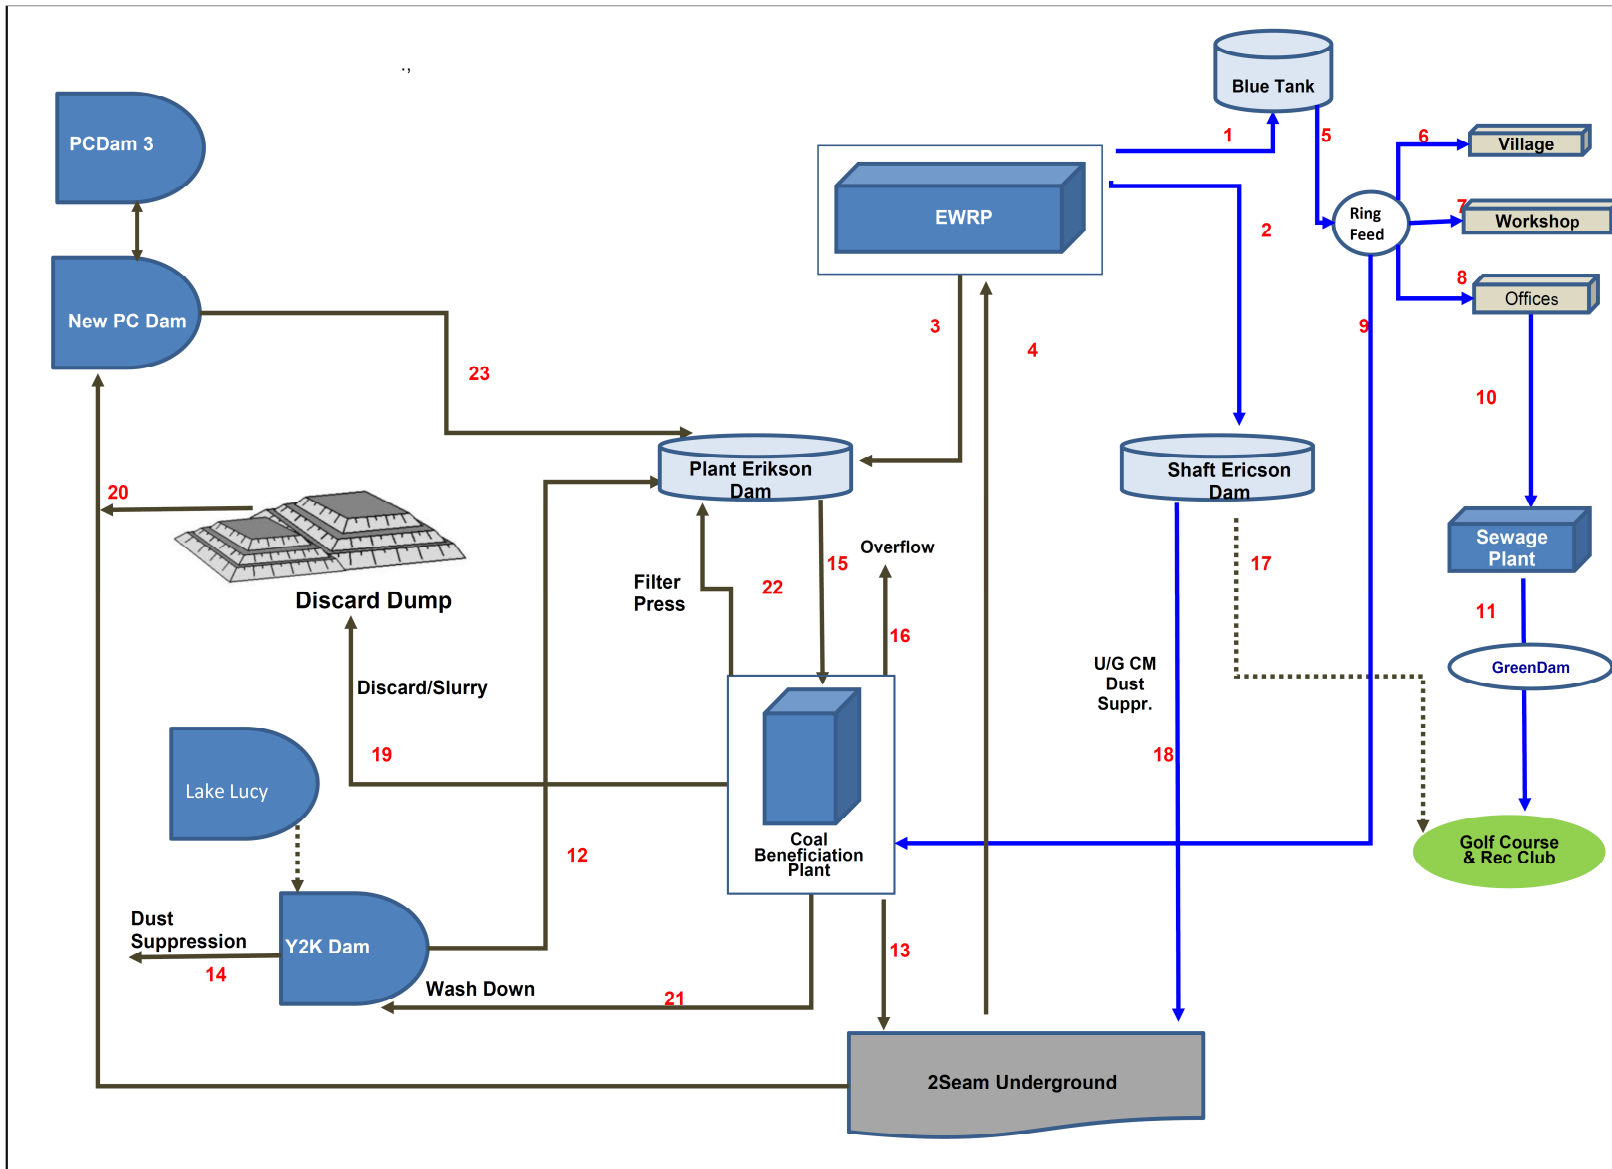 .,
Blue Tank
PCDam 3
1
5
6
Village
EWRP
2
Ring
Feed
7
Workshop
8
Offices
New PC Dam
3
4
9
23
10
Plant Erikson
Dam
Shaft Ericson
Dam
20
Sewage
Plant
Overflow
15
17
Filter
Press
22
Discard Dump
11
16
U/G CM
Dust
Suppr.
GreenDam
Discard/Slurry
19
18
Lake Lucy
Coal
Beneficiation
Plant
Golf Course
& Rec Club
12
Dust
Suppression
Y2K Dam
14
13
Wash Down
21
2Seam Underground